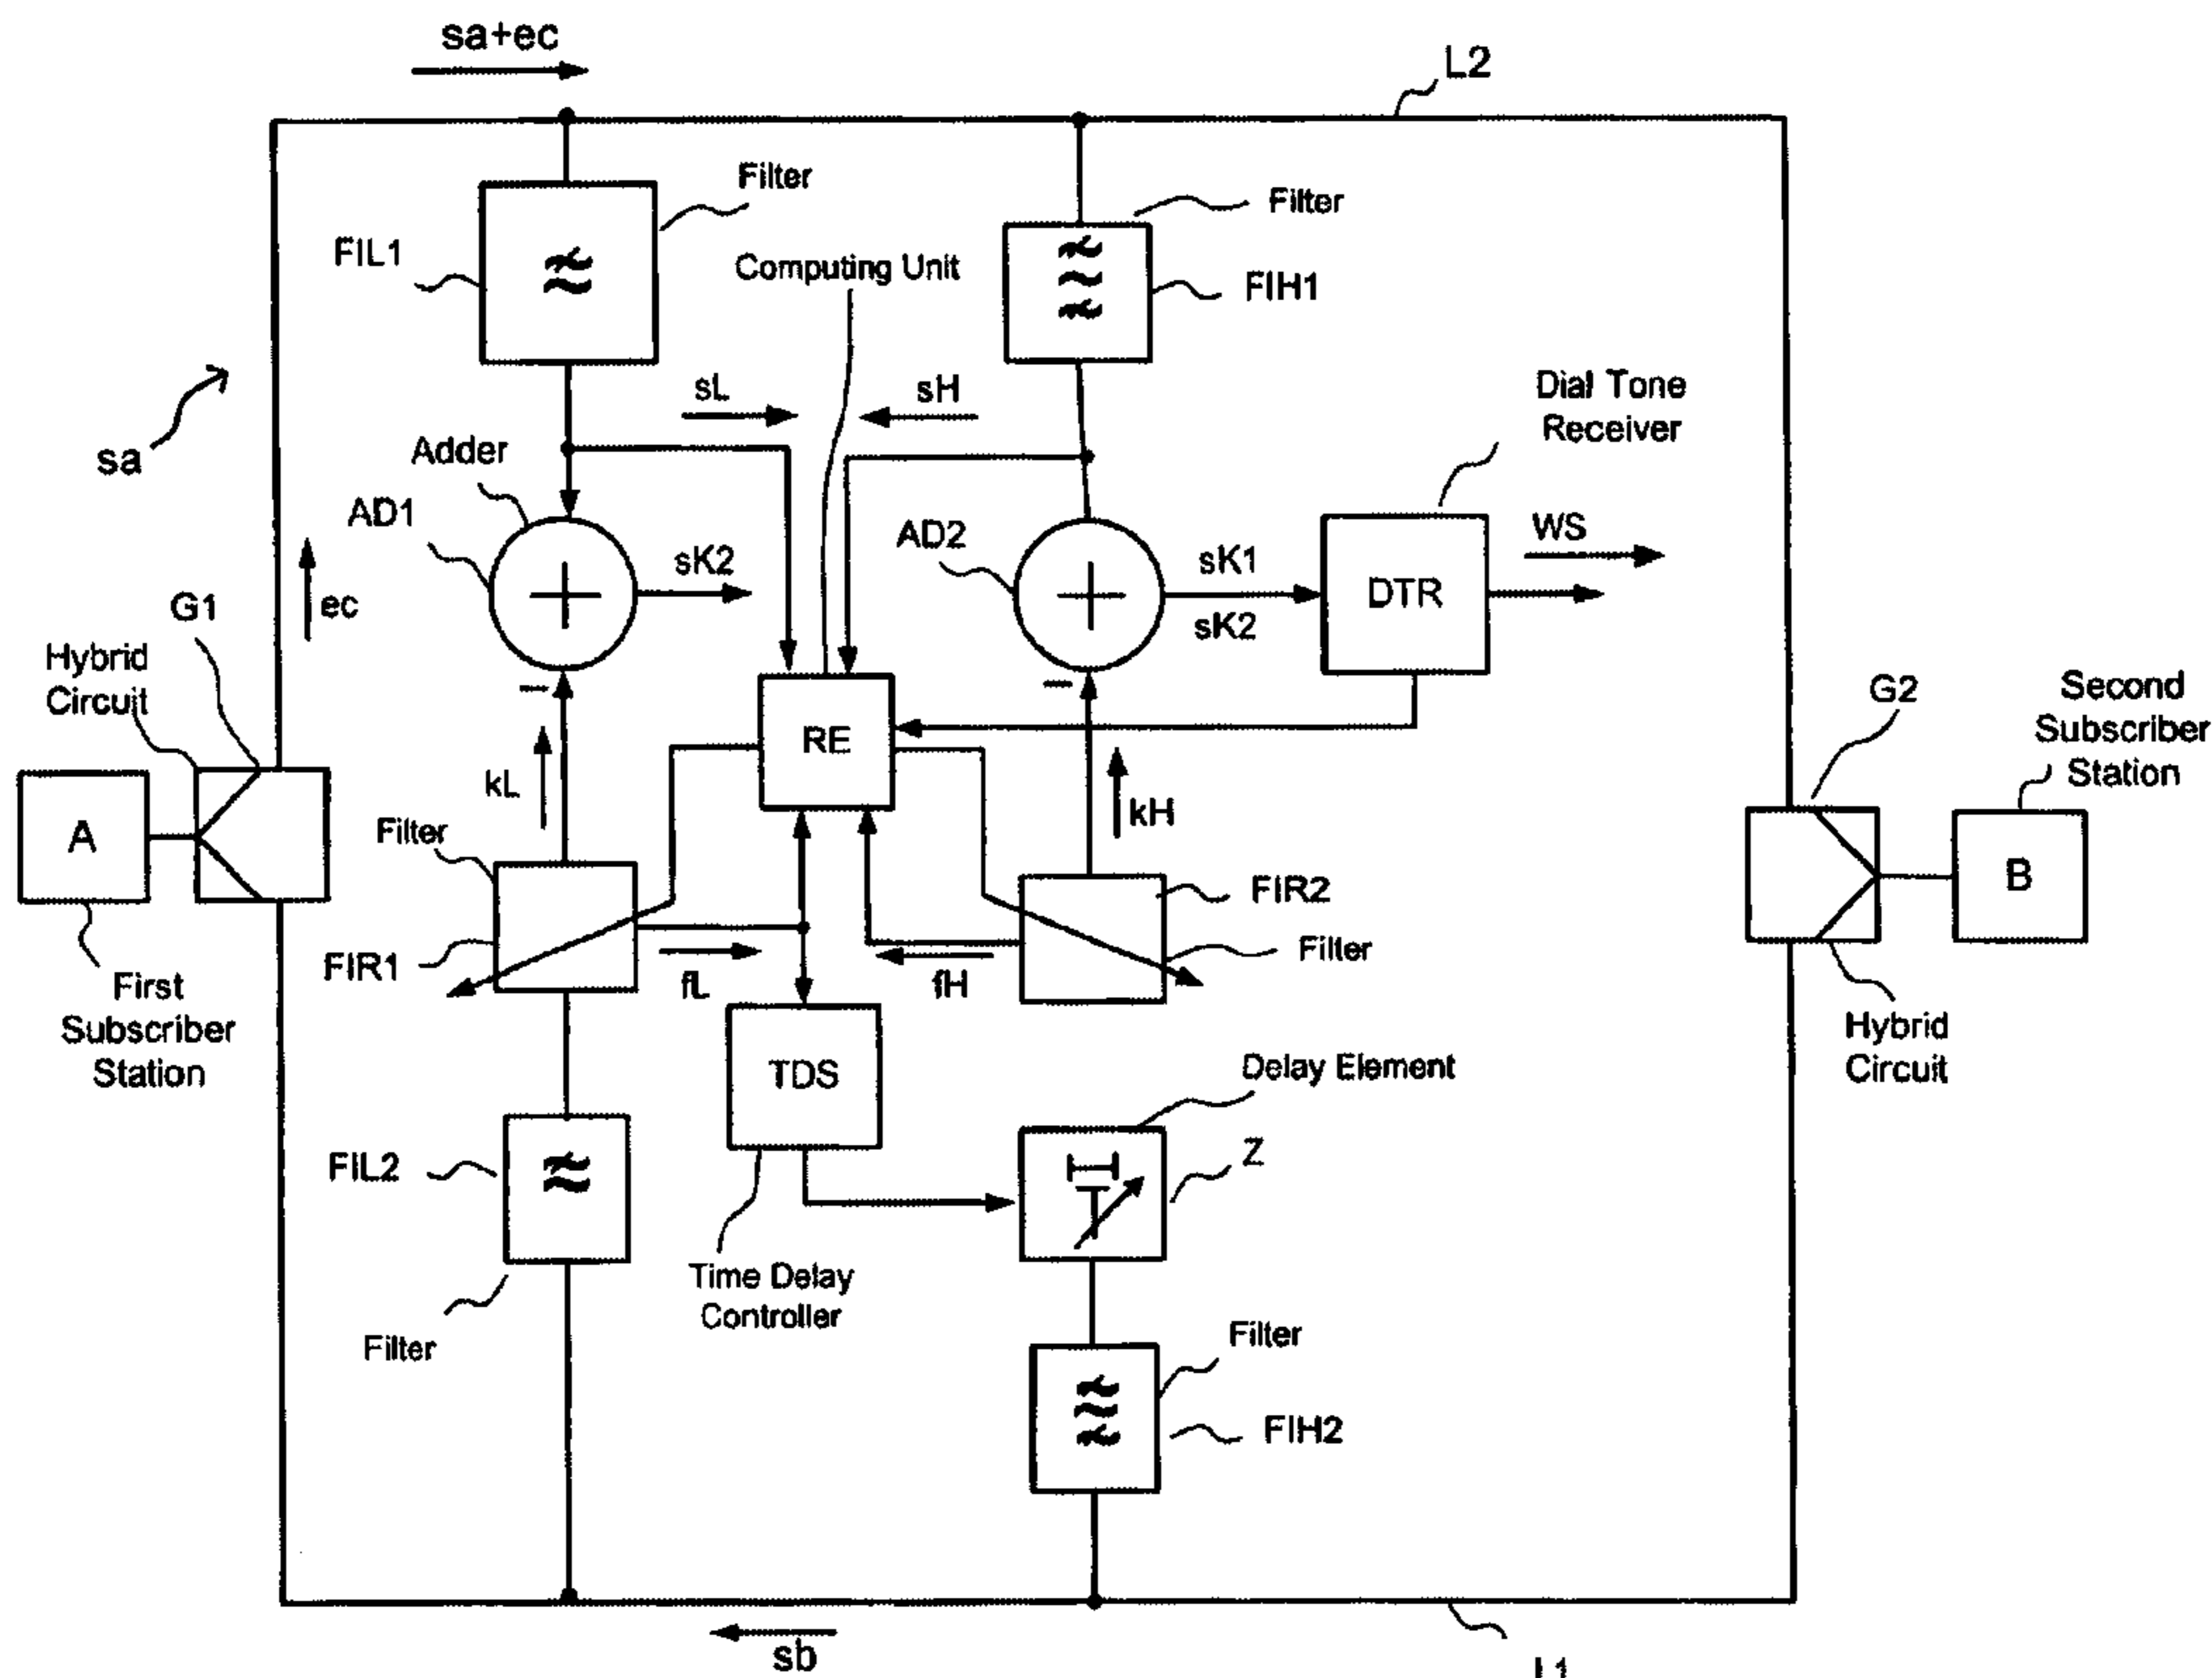 sa+ec
L2
Filter
Filter
FIL1
Computing Unit
FIH1
sL
sH
Dial Tone
Receiver
sa
Adder
AD1
AD2
sK2
sK1
sK2
DTR
WS
ec
G1
Hybrid
Circuit
RE
G2
Second
Subscriber
Station
kL
kH
A
Filter
FIR2
B
FIR1
Filter
First
Subscriber
Station
fL
fH
Hybrid
Circuit
TDS
Delay Element
Z
FIL2
Time Delay
Controller
Filter
Filter
FIH2
sb
L1